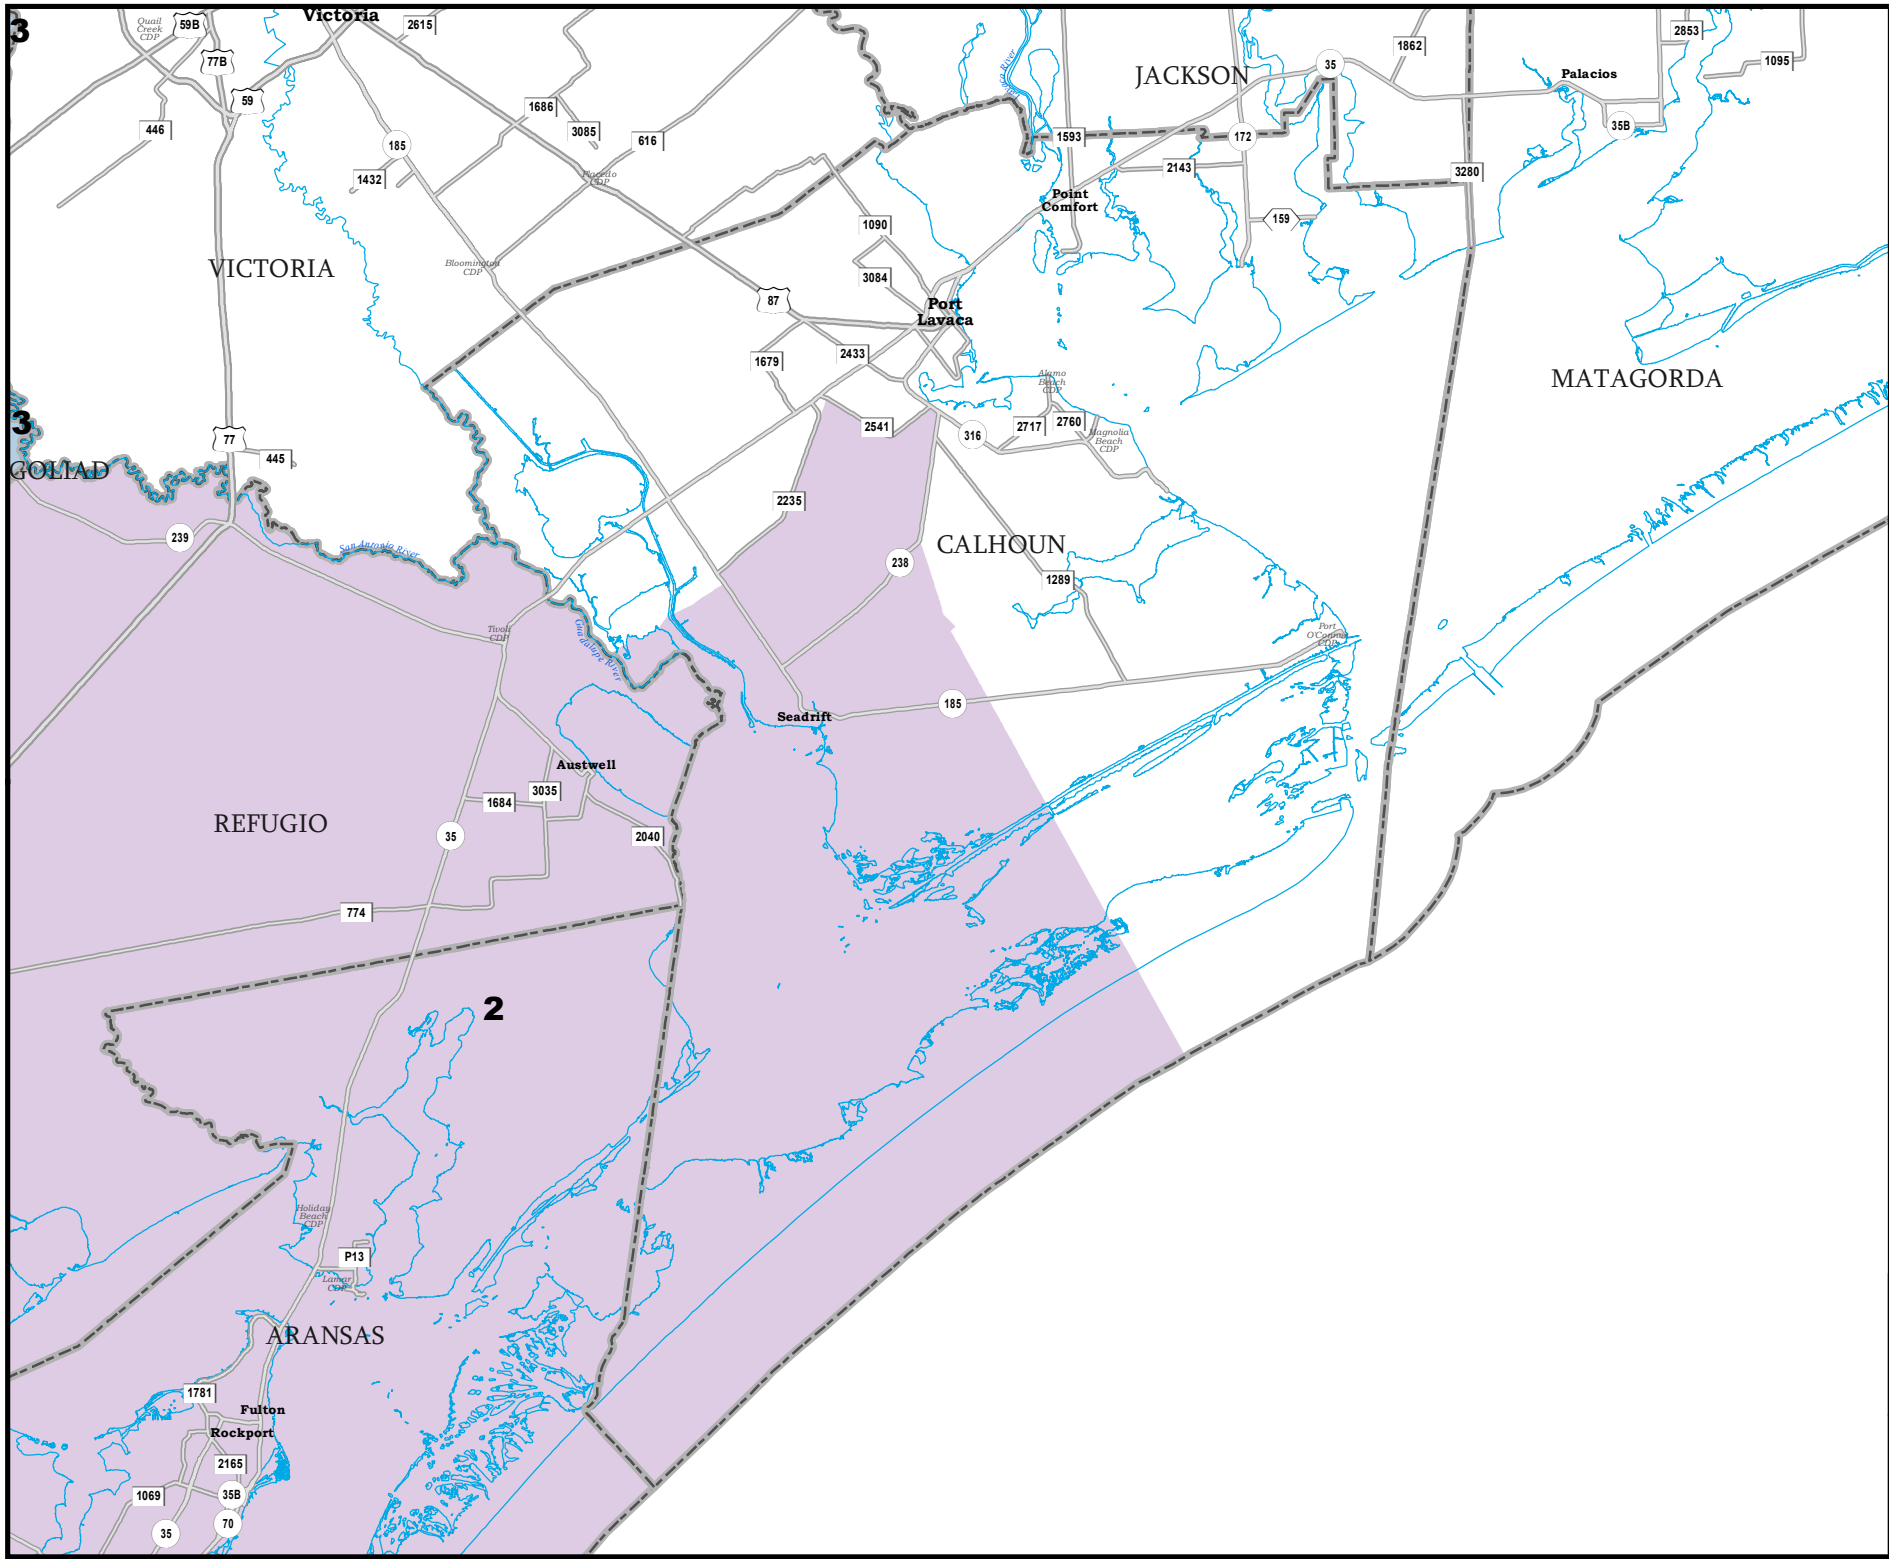 3
Quail
Creek
CDP
59B
Victoria
2615
77B
59
446
185
1432
1686
3085
616
Placedo
CDP
JACKSON
35
1862
Palacios
2853
1095
35B
1593
172
2143
3280
Point
Comfort
159
VICTORIA
Bloomington
CDP
1090
3084
87
Port
Lavaca
1679
2433
MATAGORDA
Alamo
Beach
CDP
3
77
445
GOLIAD
2541
316
2717
2760
Magnolia
Beach
CDP
2235
239
San Antonio River
CALHOUN
238
1289
Tivoli
CDP
Guadalupe River
Port
O'Connor
CDP
185
Seadrift
Austwell
3035
1684
REFUGIO
35
2040
774
2
Holiday
Beach
CDP
P13
Lamar
CDP
ARANSAS
1781
Fulton
Rockport
2165
1069
35B
35
70